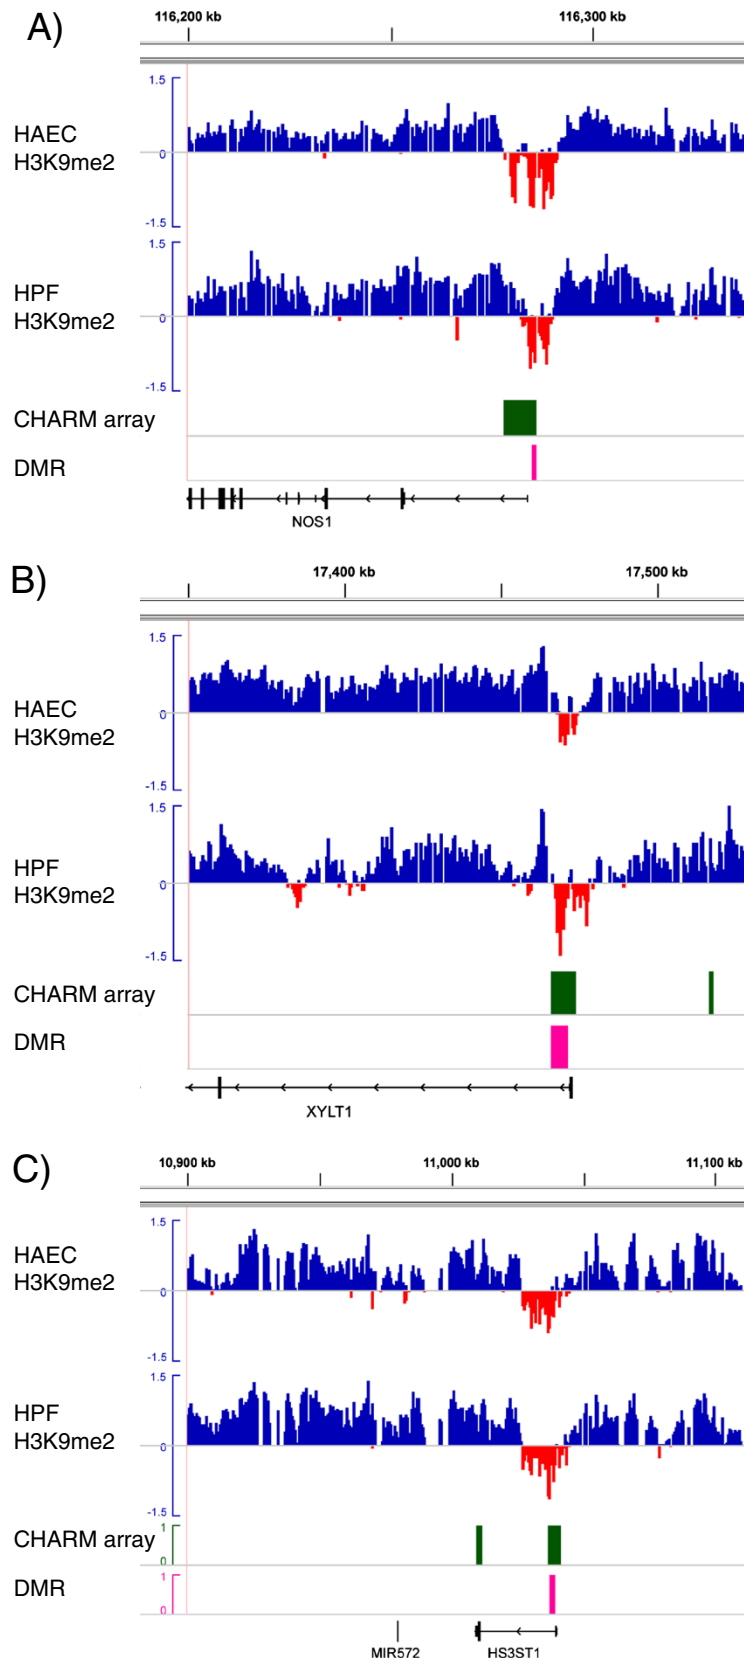 A)
116,200 kb 116,300 kb
1.5
HAEC
H3K9me2
0
-1.5
1.5
HPF
H3K9me2
0
-1.5
CHARM array
DMR
NOS1
B)
17,400 kb 17,500 kb
1.5
HAEC
H3K9me2
0
-1.5
1.5
HPF
H3K9me2
0
-1.5
CHARM array
DMR
XYLT1
C)
10,900 kb 11,000 kb 11,100 kb
1.5
HAEC
H3K9me2
0
-1.5
1.5
HPF
H3K9me2
0
-1.5
CHARM array
1
0
DMR
1
0
MIR572 HS3ST1